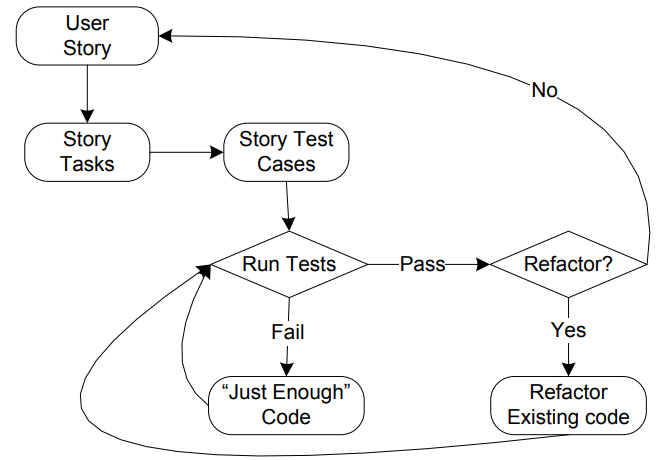 User
Story
No
Story
Tasks
Story Test
Cases
Run Tests
Pass
Refactor?
Fail
Yes
“Just Enough”
Code
Refactor
Existing code